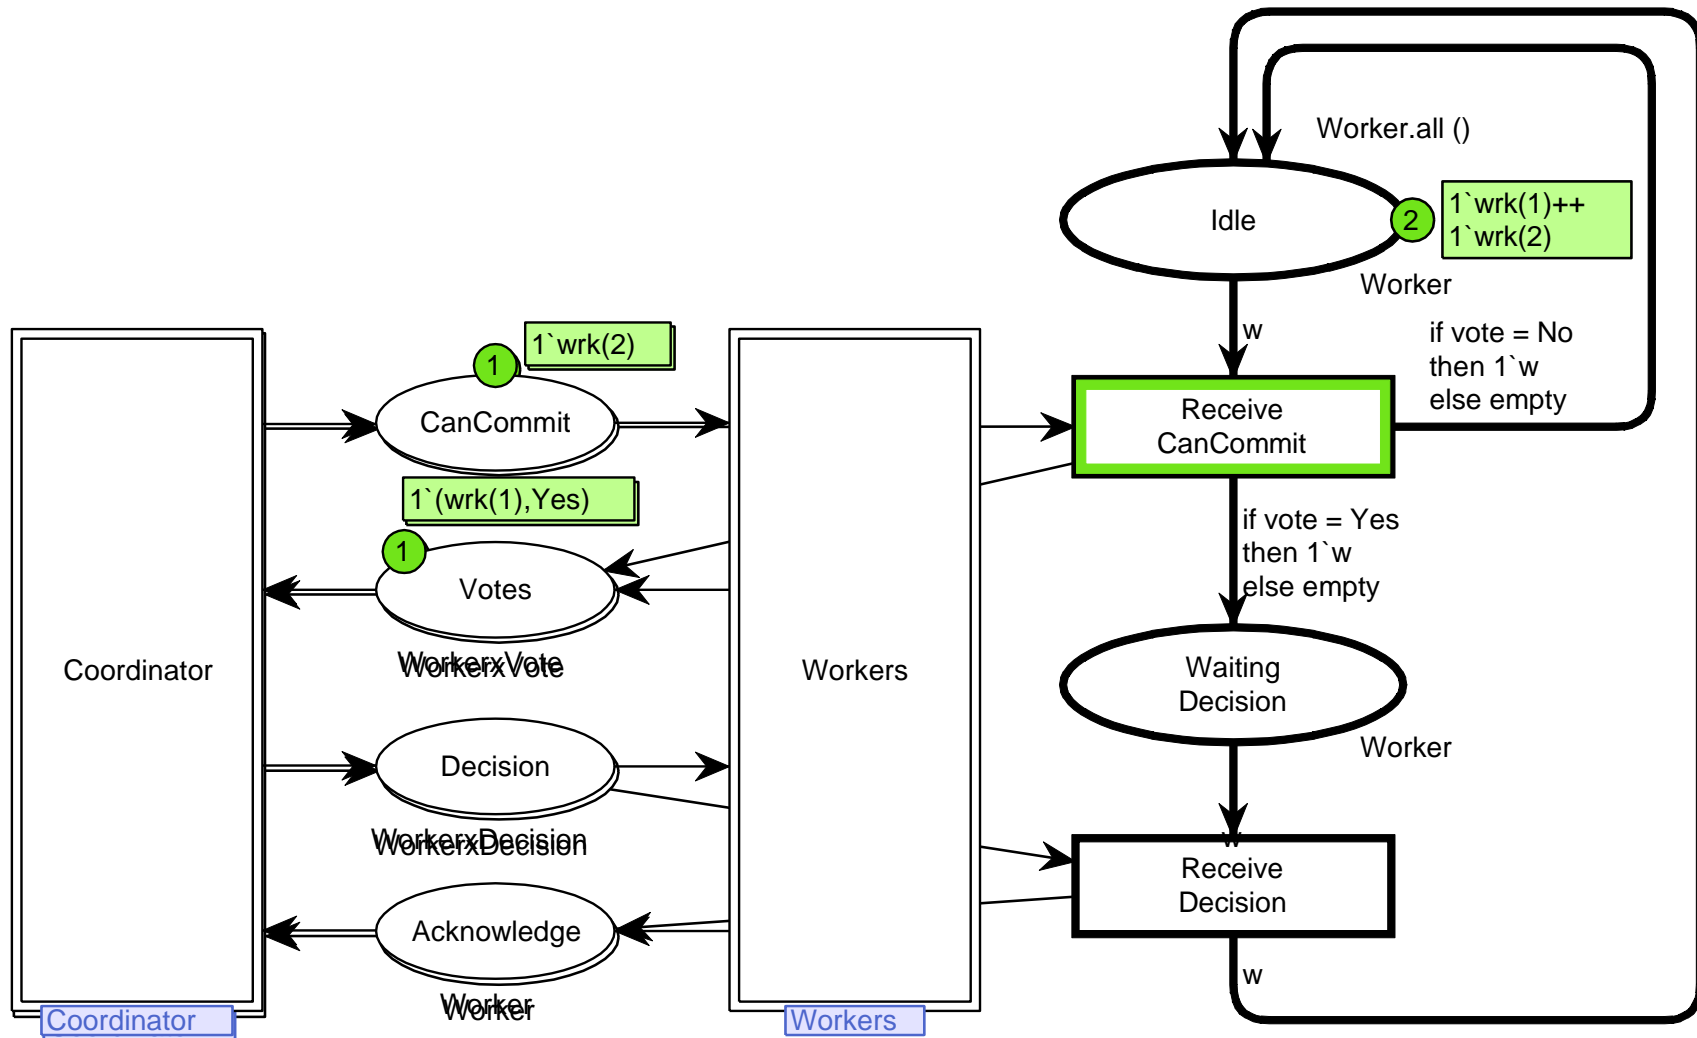 Worker.all ()
Idle
2
1`wrk(1)++
1`wrk(2)
Worker
w
if vote = No
then 1`w
else empty
1`wrk(2)
1
CanCommit
Receive
CanCommit
1`(wrk(1),Yes)
1
Votes
WorkerxVote
if vote = Yes
then 1`w
else empty
Coordinator
Workers
Waiting
Decision
Worker
Decision
WorkerxDecision
w
Receive
Decision
Acknowledge
Worker
w
Coordinator
Workers